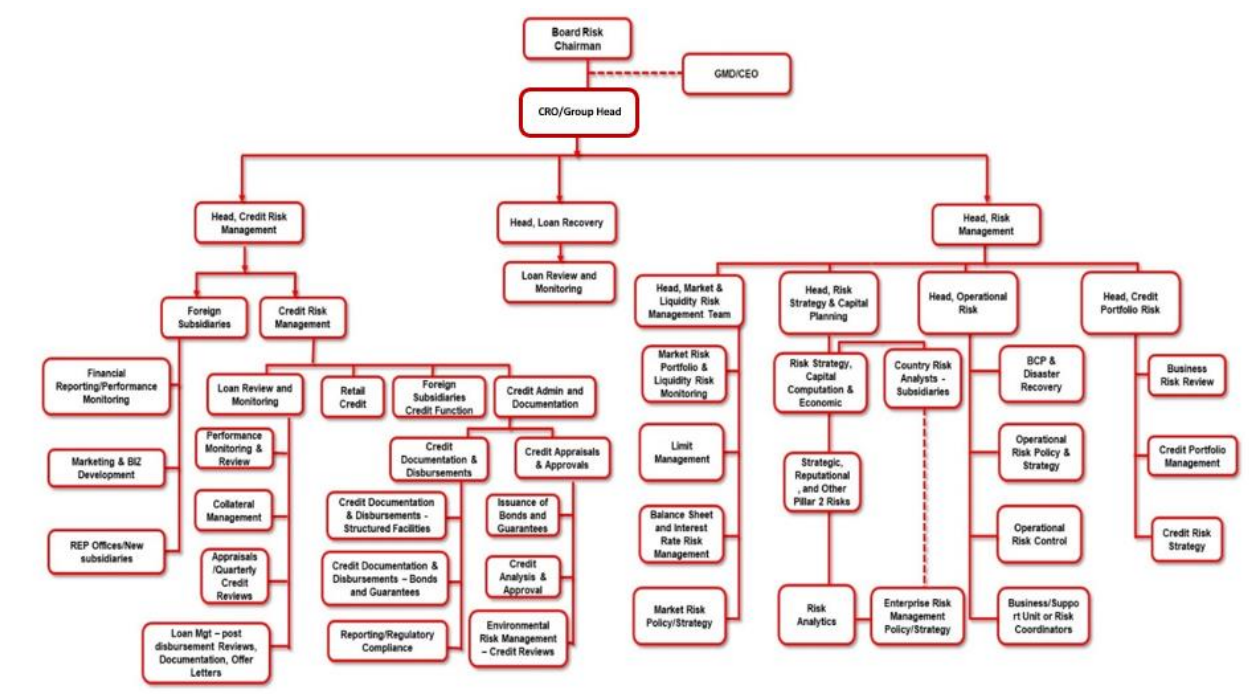 Board Risk
Chairman
GMD/CEO
CRO/Group Head
Head, Credit Risk
Management
Head, Loan Recovery
Head, Risk
Management
Loan Review and
Monitoring
Foreign
Subsidiaries
Credit Risk
Management
Head, Market &
Liquidity Risk
Management Team
Head, Risk
Strategy & Capital
Planning
Head, Operational
Risk
Head, Credit
Portfolio Risk
Financial
Reporting/Performance
Monitoring
Marketing & BIZ
Development
REP Offices/New
subsidiaries
Loan Review and
Monitoring
Retail
Credit
Foreign
Subsidiaries
Credit Function
Credit Admin and
Documentation
Performance
Monitoring &
Review
Collateral
Management
Appraisals
/Quarterly
Credit
Reviews
Loan Mgt – post
disbursement Reviews,
Documentation, Offer
Letters
Credit
Documentation &
Disbursements
Credit Appraisals
& Approvals
Credit Documentation
& Disbursements -
Structured Facilities
Credit Documentation &
Disbursements – Bonds
and Guarantees
Reporting/Regulatory
Compliance
Issuance of
Bonds and
Guarantees
Credit
Analysis &
Approval
Environmental
Risk Management
– Credit Reviews
Market Risk
Portfolio &
Liquidity Risk
Monitoring
Limit
Management
Balance Sheet
and Interest
Rate Risk
Management
Market Risk
Policy/Strategy
Risk Strategy,
Capital
Computation &
Economic
Country Risk
Analysts -
Subsidiaries
Strategic,
Reputational
, and Other
Pillar 2 Risks
Risk
Analytics
Enterprise Risk
Management
Policy/Strategy
BCP &
Disaster
Recovery
Operational
Risk Policy &
Strategy
Operational
Risk Control
Business/Suppo
rt Unit or Risk
Coordinators
Business
Risk Review
Credit Portfolio
Management
Credit Risk
Strategy